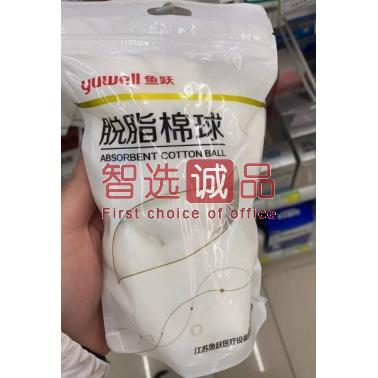 yuwell 鱼跃
脱脂棉球
ABSORBENT COTTON BALL
智选诚品
First choice of office
江苏鱼跃医疗设备